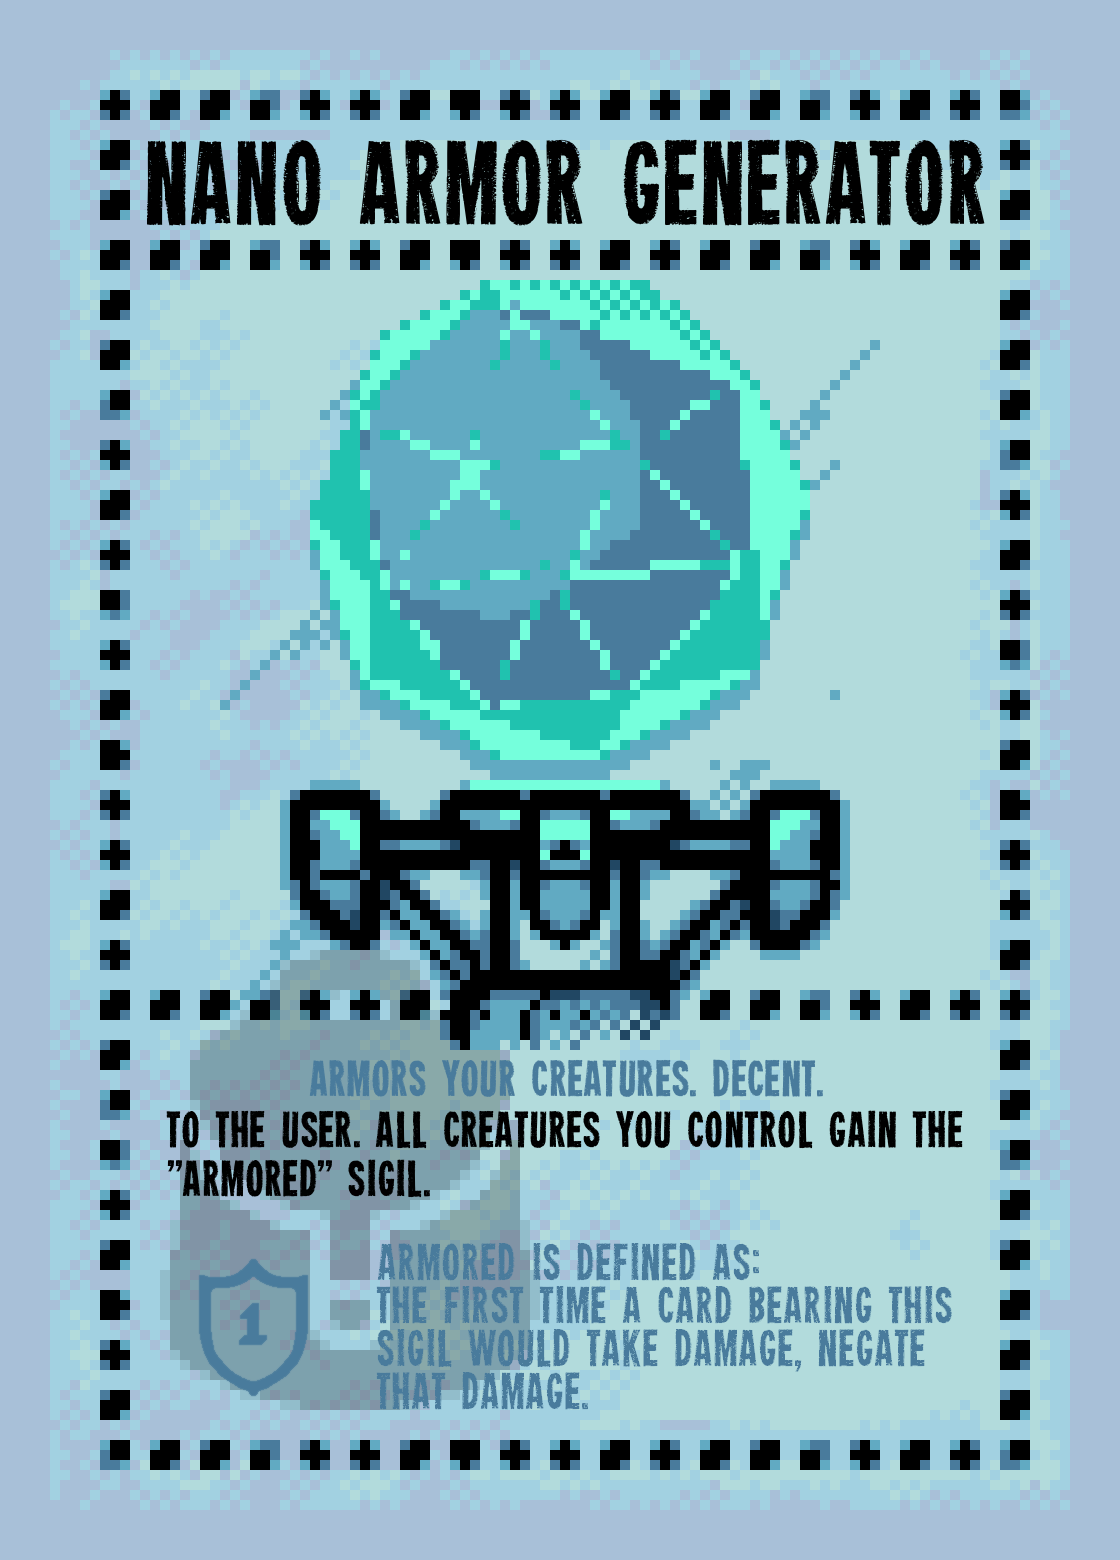 NANO ARMOR GENERATOR
ARMORS YOUR CREATURES. DECENT.
TO THE USER. ALL CREATURES YOU CONTROL GAIN THE
"ARMORED" SIGIL.
ARMORED IS DEFINED AS:
THE FIRST TIME A CARD BEARING THIS
1
SIGIL WOULD TAKE DAMAGE, NEGATE
THAT DAMAGE.